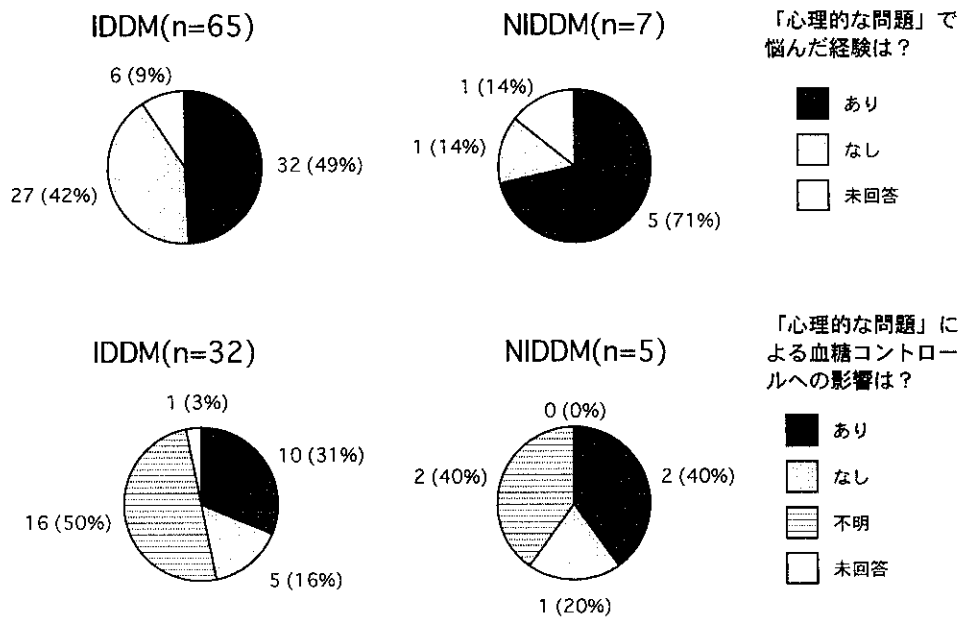 IDDM(n=65)
6 (9%)
32 (49%)
27 (42%)
NIDDM(n=7)
1 (14%)
1 (14%)
5 (71%)
「心理的な問題」で
悩んだ経験は？
あり
なし
未回答
IDDM(n=32)
1 (3%)
10 (31%)
16 (50%)
5 (16%)
NIDDM(n=5)
0 (0%)
2 (40%)
2 (40%)
1 (20%)
「心理的な問題」に
よる血糖コントロー
ルへの影響は？
あり
なし
不明
未回答